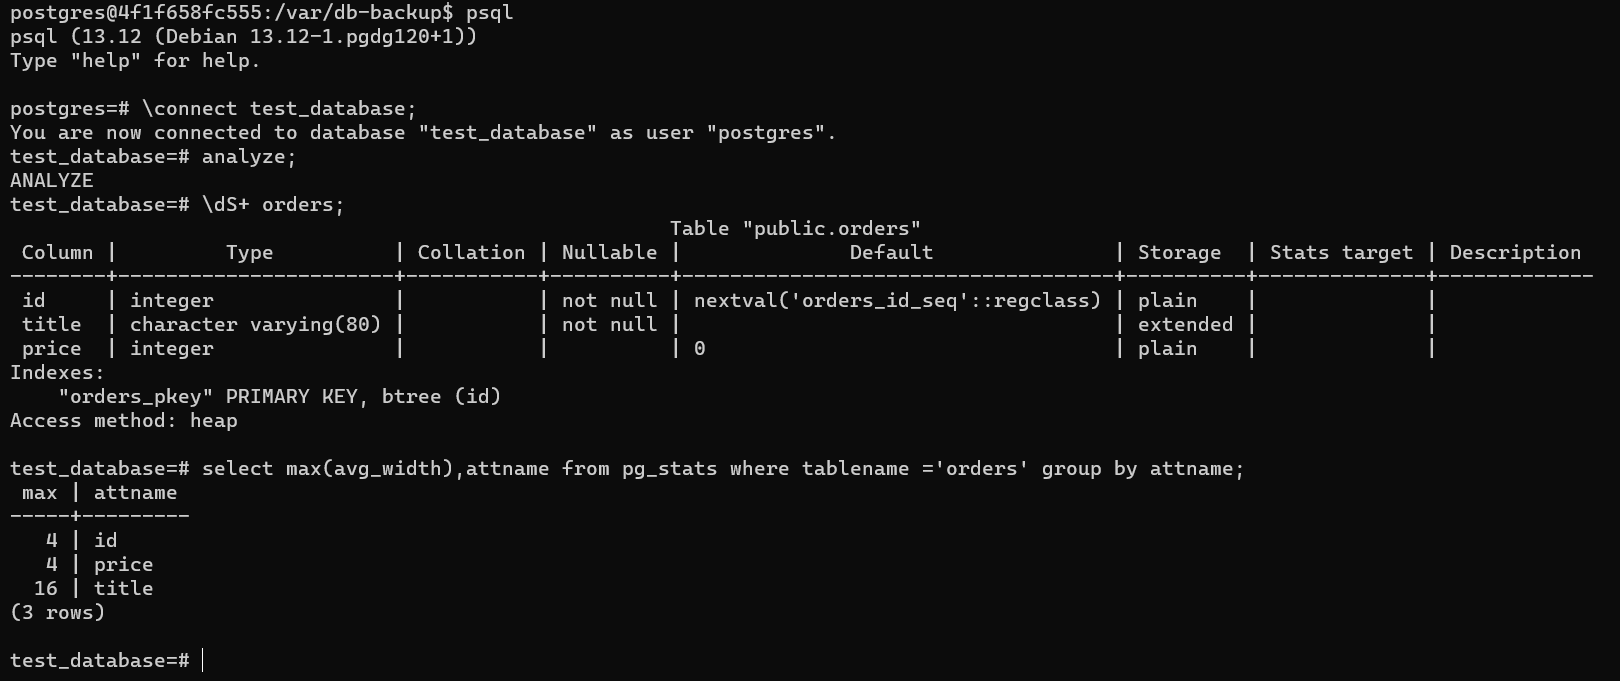 postgres@4f1f658fc555:/var/db-backup$ psql
psql (13.12 (Debian 13.12-1.pgdg120+1))
Type "help" for help.
postgres=# \connect test_database;
You are now connected to database "test_database" as user "postgres".
test_database=# analyze;
ANALYZE
test_database=# \dS+ orders;
                                                       Table "public.orders"
 Column |         Type          | Collation | Nullable |              Default               | Storage  | Stats target | Description
--------+-----------------------+-----------+----------+------------------------------------+----------+--------------+-------------
 id     | integer               |           | not null | nextval('orders_id_seq'::regclass) | plain    |              |
 title  | character varying(80) |           | not null |                                    | extended |              |
 price  | integer               |           |          | 0                                  | plain    |              |
Indexes:
    "orders_pkey" PRIMARY KEY, btree (id)
Access method: heap
test_database=# select max(avg_width),attname from pg_stats where tablename ='orders' group by attname;
 max | attname
-----+---------
   4 | id
   4 | price
  16 | title
(3 rows)
test_database=#